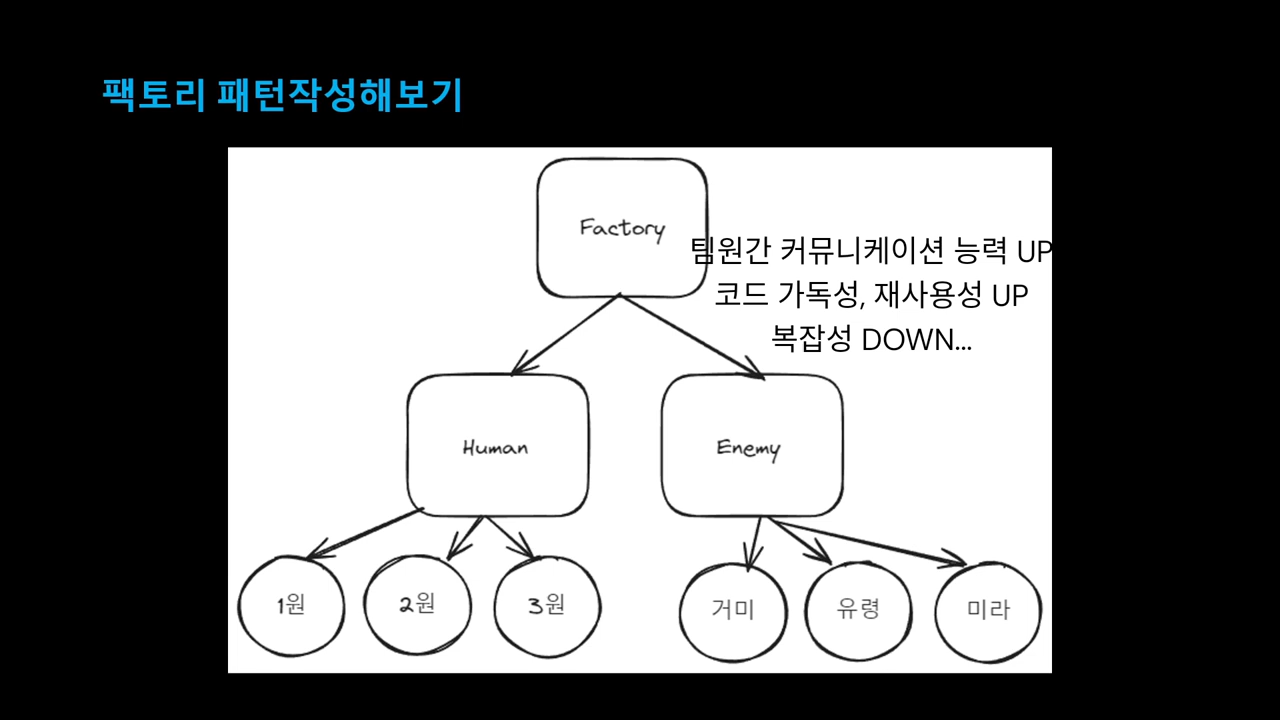 팩토리 패턴작성해보기
Factory
팀원간 커뮤니케이션 능력 UP
코드 가독성, 재사용성 UP
복잡성 DOWN...
Human
Enemy
1원
2원
3원
거미
유령
미라